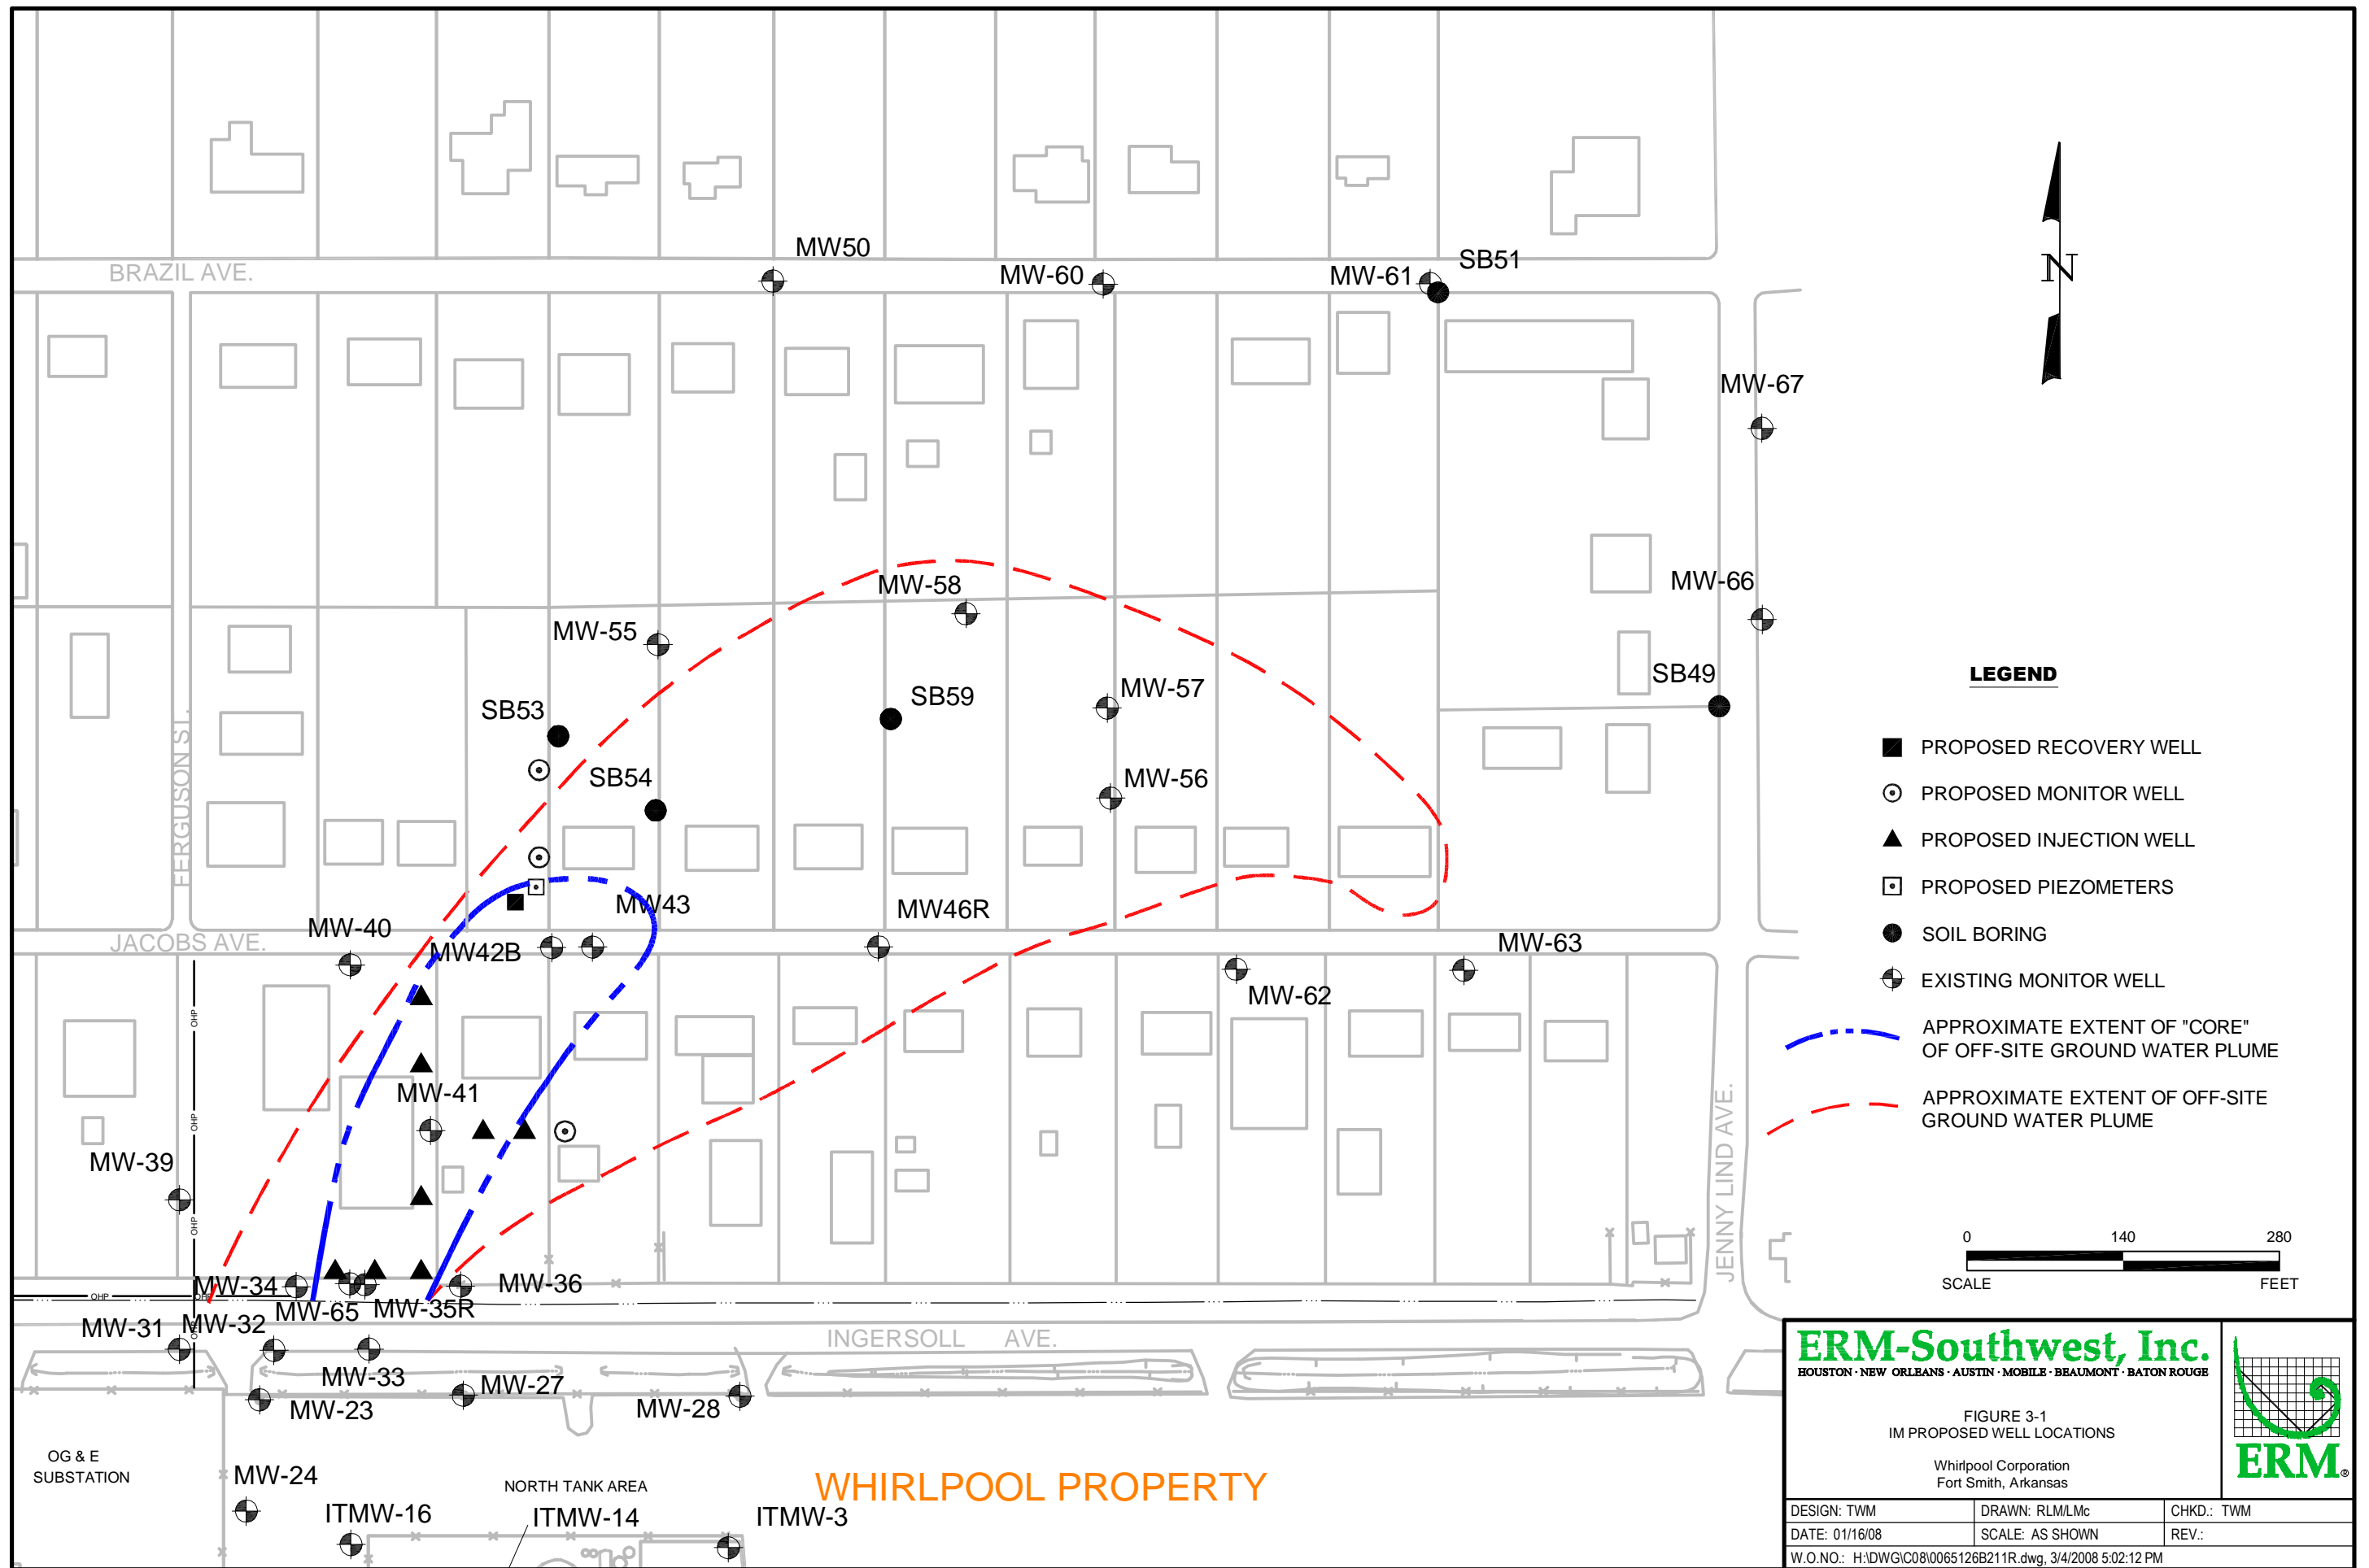 MW50
SB51
BRAZIL AVE.
MW-60
MW-61
N
MW-67
MW-58
MW-66
MW-55
SB49
LEGEND
MW-57
SB59
SB53
PROPOSED RECOVERY WELL
SB54
MW-56
PROPOSED MONITOR WELL
FERGUSON ST.
PROPOSED INJECTION WELL
PROPOSED PIEZOMETERS
MW43
MW46R
MW-40
SOIL BORING
JACOBS AVE.
MW42B
MW-63
EXISTING MONITOR WELL
MW-62
OHP
APPROXIMATE EXTENT OF "CORE"
OF OFF-SITE GROUND WATER PLUME
MW-41
APPROXIMATE EXTENT OF OFF-SITE
GROUND WATER PLUME
OHP
MW-39
JENNY LIND AVE.
OHP
0 140 280
SCALE FEET
MW-34
MW-36
OHP
OHP
MW-65
MW-35R
MW-31
MW-32
OHP
INGERSOLL AVE.
MW-33
MW-27
MW-23
MW-28
OG & E
SUBSTATION
MW-24
NORTH TANK AREA
WHIRLPOOL PROPERTY
ITMW-16
ITMW-14
ITMW-3
ERM-Southwest, Inc.
HOUSTON · NEW ORLEANS · AUSTIN · MOBILE · BEAUMONT · BATON ROUGE
FIGURE 3-1
IM PROPOSED WELL LOCATIONS
Whirlpool Corporation
Fort Smith, Arkansas
ERM®
DESIGN: TWM
DRAWN: RLM/LMc
CHKD.: TWM
DATE: 01/16/08
SCALE: AS SHOWN
REV.:
W.O.NO.: H:\DWG\C08\0065126B211R.dwg, 3/4/2008 5:02:12 PM